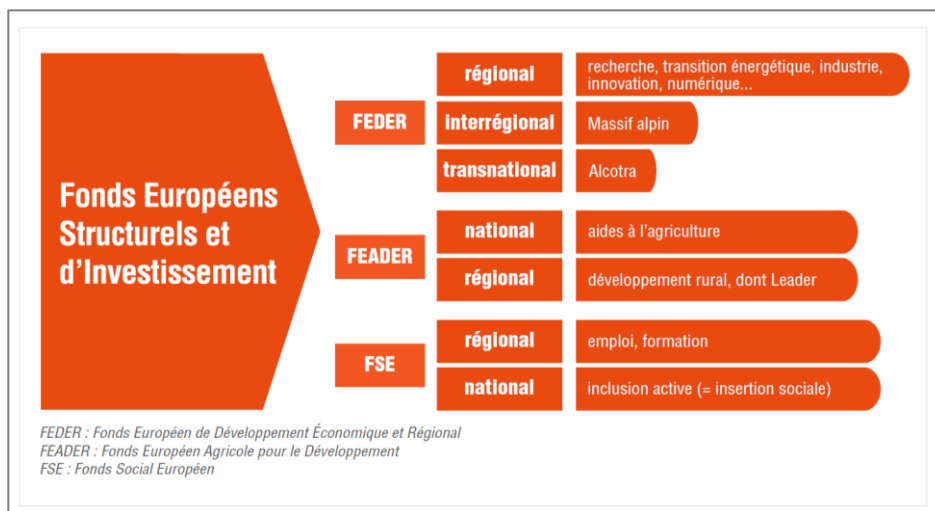 Fonds Européens
Structurels et
d'Investissement
FEDER
régional
recherche, transition énergétique, industrie,
innovation, numérique...
interrégional
Massif alpin
transnational
Alcotra
FEADER
national
aides à l'agriculture
régional
développement rural, dont Leader
FSE
régional
emploi, formation
national
inclusion active (= insertion sociale)
FEDER : Fonds Européen de Développement Économique et Régional
FEADER : Fonds Européen Agricole pour le Développement
FSE : Fonds Social Européen